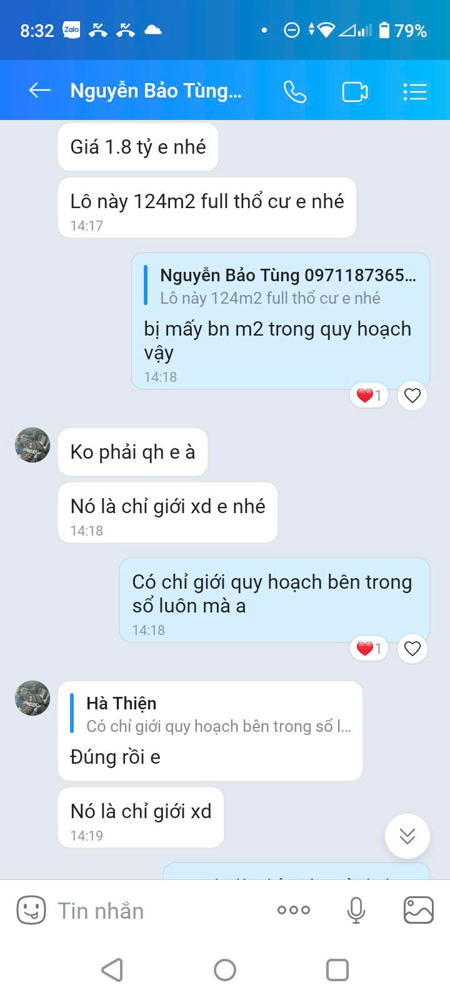 8:32 Zalo 79%
Nguyễn Bảo Tùng...
Giá 1.8 tỷ e nhé
Lô này 124m2 full thổ cư e nhé
14:17
Nguyễn Bảo Tùng 0971187365...
Lô này 124m2 full thổ cư e nhé
bị mấy bn m2 trong quy hoạch
vậy
14:18
1
Ko phải qh e à
Nó là chỉ giới xd e nhé
14:18
Có chỉ giới quy hoạch bên trong
sổ luôn mà a
14:18
1
Hà Thiện
Có chỉ giới quy hoạch bên trong sổ l...
Đúng rồi e
Nó là chỉ giới xd
14:19
Tin nhắn